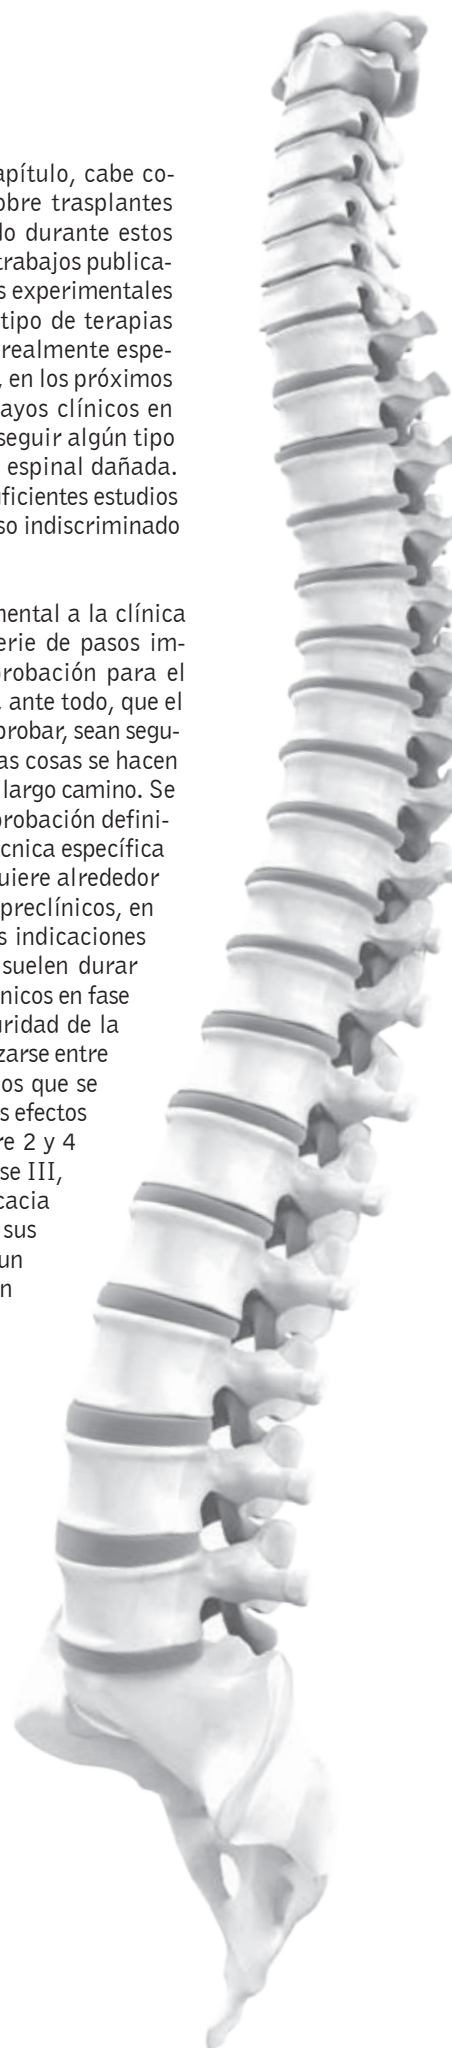 apítulo, cabe co-
obre trasplantes
do durante estos
trabajos publica-
s experimentales
tipo de terapias
realmente espe-
, en los próximos
ayos clínicos en
seguir algún tipo
espinal dañada.
ficientes estudios
so indiscriminado
mental a la clínica
erie de pasos im-
probación para el
, ante todo, que el
probar, sean segu-
as cosas se hacen
largo camino. Se
probación defini-
cnica específica
uiere alrededor
preclínicos, en
s indicaciones
suelen durar
nicos en fase
uridad de la
zarse entre
os que se
s efectos
re 2 y 4
se III,
cacia
sus
un
n